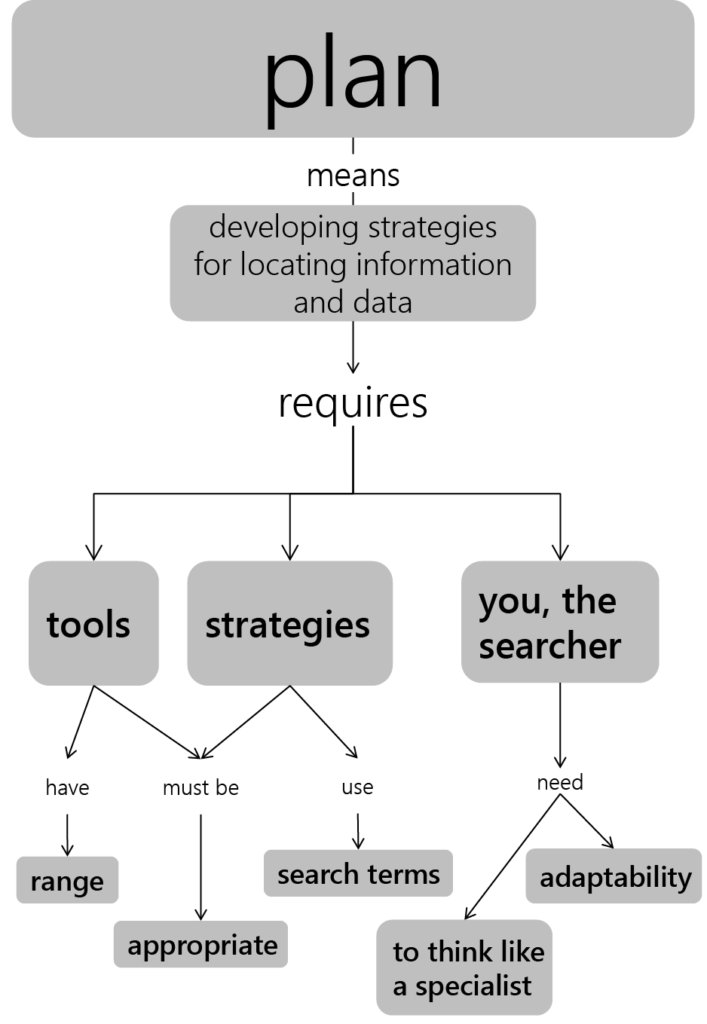 plan
means
developing strategies
for locating information
and data
requires
tools
strategies
you, the
searcher
have
must be
use
need
range
search terms
adaptability
appropriate
to think like
a specialist